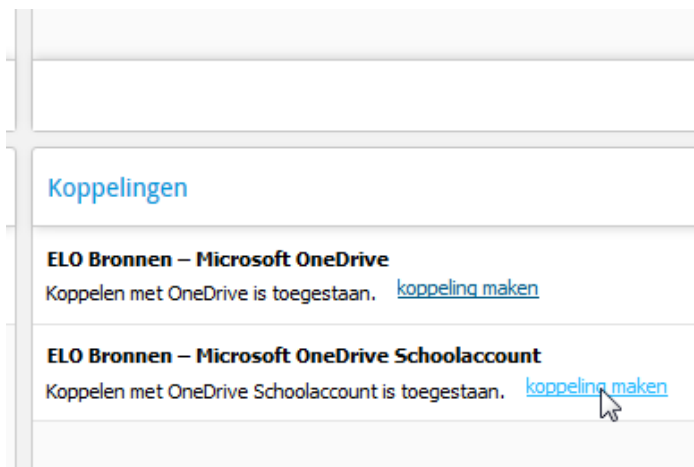 Koppelingen
ELO Bronnen – Microsoft OneDrive
Koppelen met OneDrive is toegestaan. koppeling maken
ELO Bronnen – Microsoft OneDrive Schoolaccount
Koppelen met OneDrive Schoolaccount is toegestaan. koppeling maken